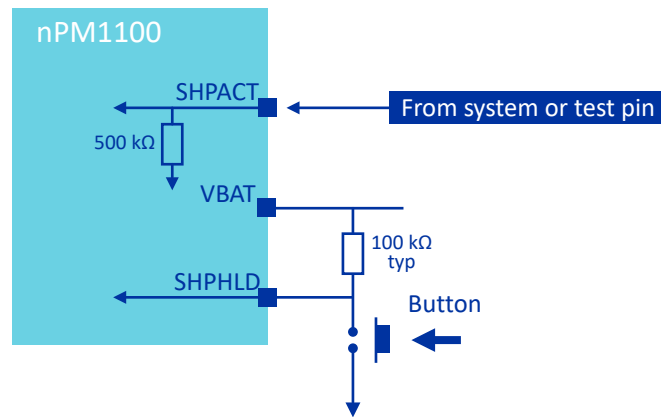 nPM1100
SHPACT
From system or test pin
500 kΩ
VBAT
100 kΩ
typ
SHPHLD
Button